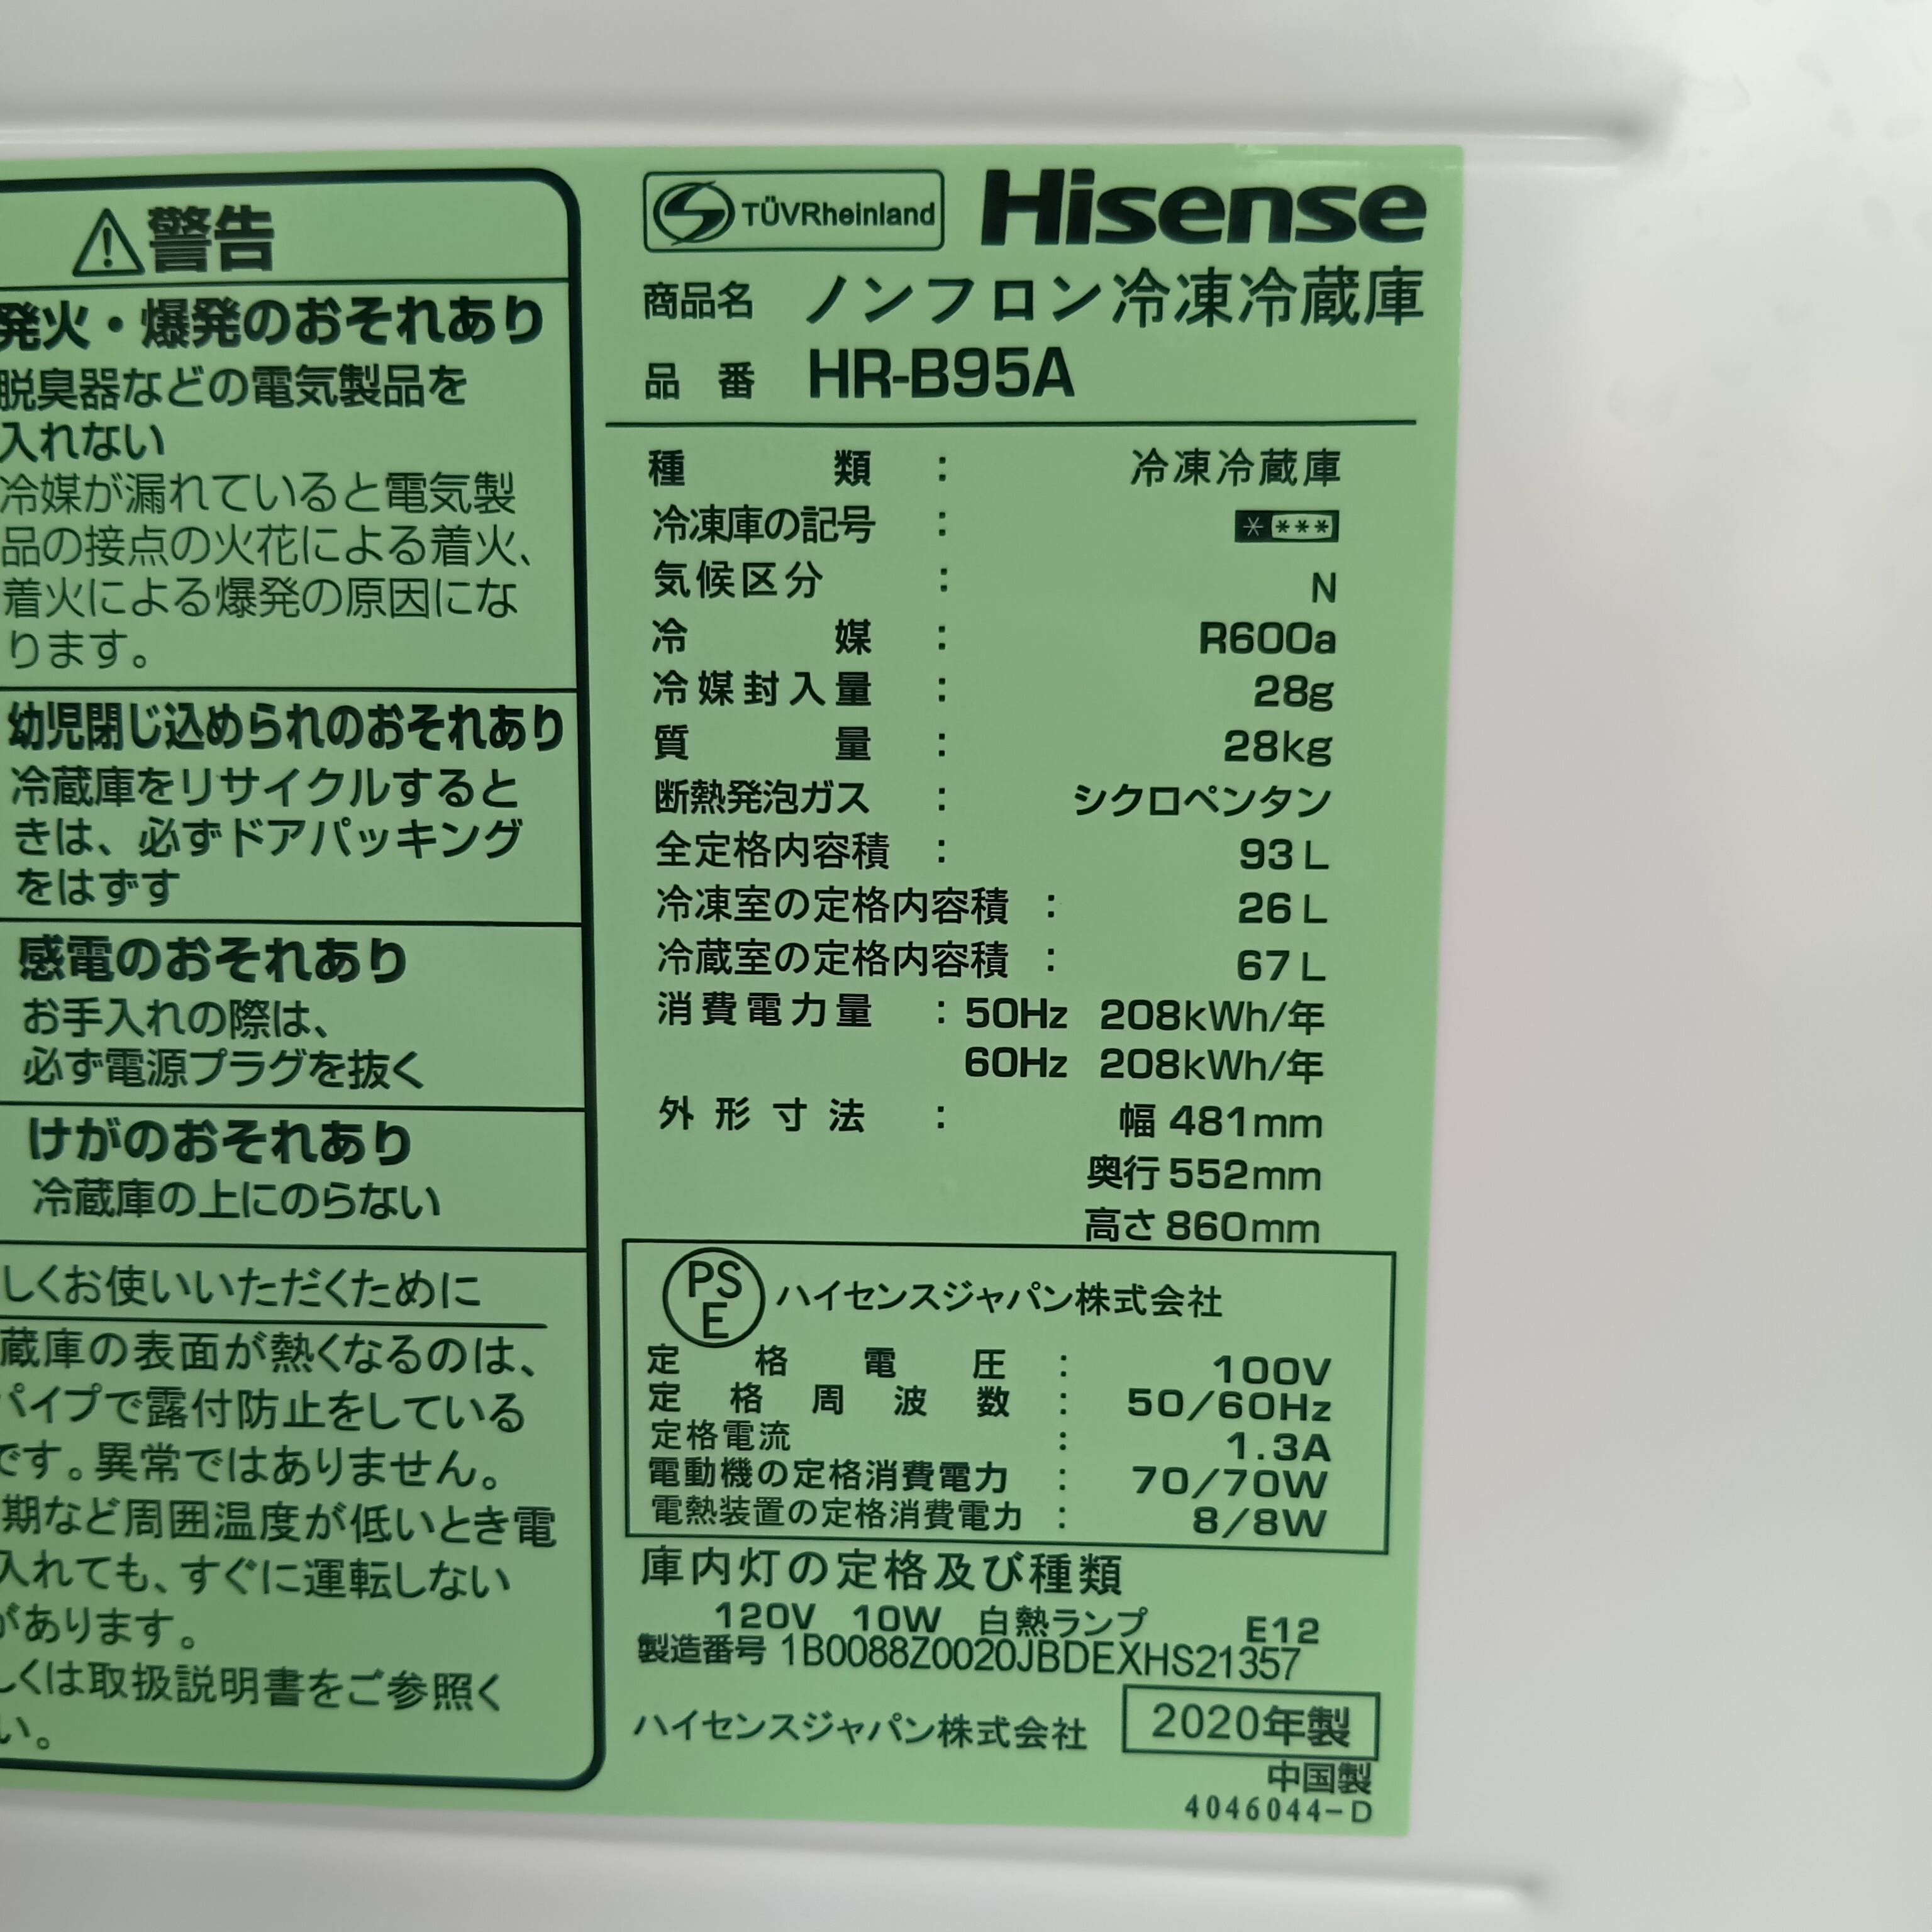 警告
発火・爆発のおそれあり
脱臭器などの電気製品を
入れない
冷媒が漏れていると電気製
品の接点の火花による着火、
着火による爆発の原因にな
ります。
幼児閉じ込められのおそれあり
冷蔵庫をリサイクルすると
きは、必ずドアパッキング
をはずす
感電のおそれあり
お手入れの際は、
必ず電源プラグを抜く
けがのおそれあり
冷蔵庫の上にのらない
しくお使いいただくために
蔵庫の表面が熱くなるのは、
パイプで露付防止をしている
です。異常ではありません。
期など周囲温度が低いとき電
入れても、すぐに運転しない
があります。
しくは取扱説明書をご参照く
い。
TÜVRheinland Hisense
商品名 ノンフロン冷凍冷蔵庫
品番 HR-B95A
種類 : 冷凍冷蔵庫
冷凍庫の記号 : * ***
気候区分 : N
冷媒 : R600a
冷媒封入量 : 28g
質量 : 28kg
断熱発泡ガス : シクロペンタン
全定格内容積 : 93L
冷凍室の定格内容積 : 26L
冷蔵室の定格内容積 : 67L
消費電力量 : 50Hz 208kWh/年
60Hz 208kWh/年
外形寸法 : 幅 481mm
奥行 552mm
高さ 860mm
PSE ハイセンスジャパン株式会社
定格電圧 : 100V
定格周波数 : 50/60Hz
定格電流 : 1.3A
電動機の定格消費電力 : 70/70W
電熱装置の定格消費電力 : 8/8W
庫内灯の定格及び種類
120V 10W 白熱ランプ E12
製造番号 1B0088Z0020JBDEXHS21357
ハイセンスジャパン株式会社 2020年製
中国製
4046044-D